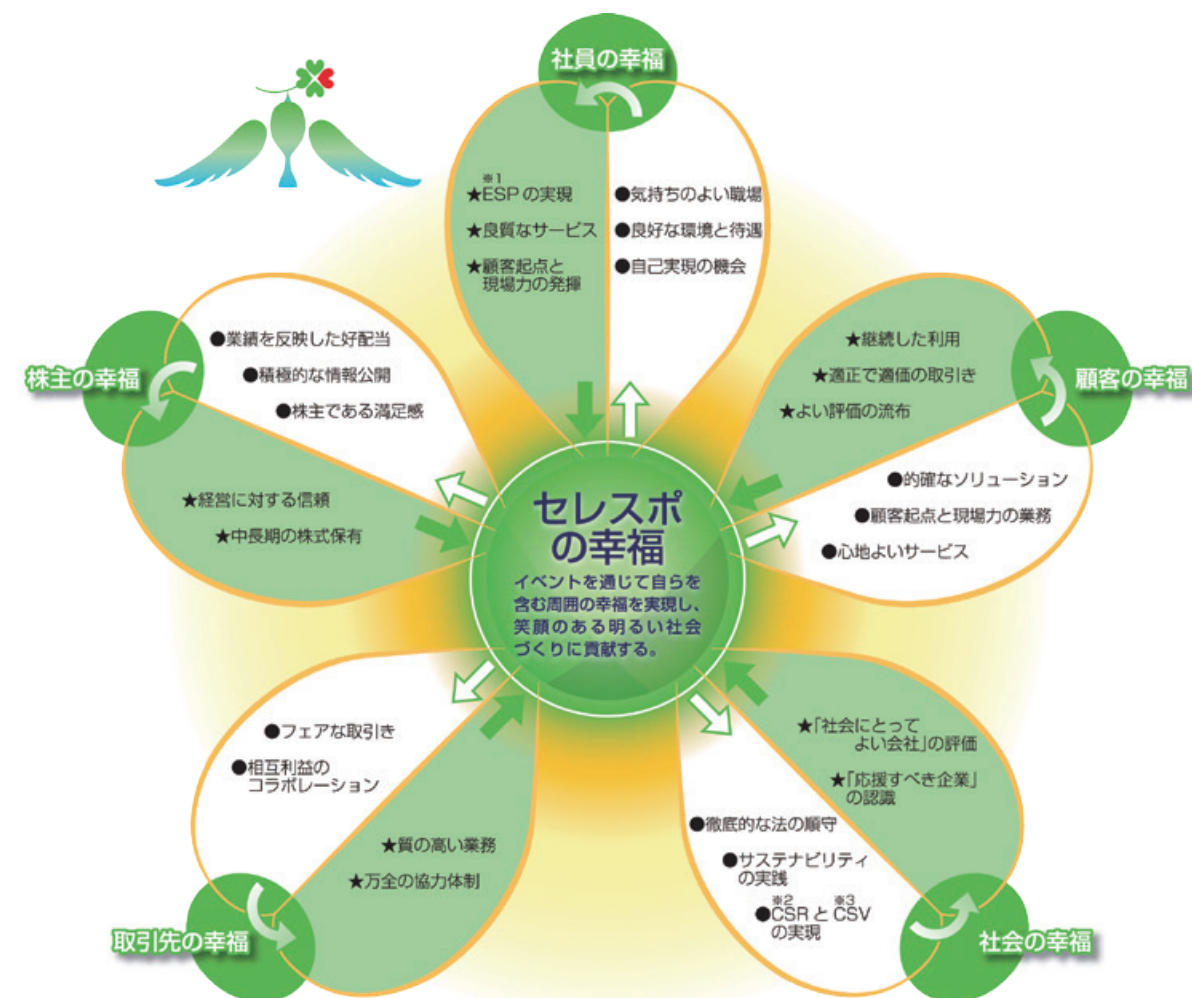 社員の幸福
※1
★ESPの実現
★良質なサービス
★顧客起点と
現場力の発揮
●気持ちのよい職場
●良好な環境と待遇
●自己実現の機会
顧客の幸福
★継続した利用
★適正で適価の取引き
★よい評価の流布
●的確なソリューション
●顧客起点と現場力の業務
●心地よいサービス
株主の幸福
●業績を反映した好配当
●積極的な情報公開
●株主である満足感
★経営に対する信頼
★中長期の株式保有
セレスポ
の幸福
イベントを通じて自らを
含む周囲の幸福を実現し、
笑顔のある明るい社会
づくりに貢献する。
取引先の幸福
●フェアな取引き
●相互利益の
コラボレーション
★質の高い業務
★万全の協力体制
社会の幸福
★「社会にとって
よい会社」の評価
★「応援すべき企業」
の認識
●徹底的な法の順守
●サステナビリティ
の実践
※2 ※3
●CSRとCSV
の実現